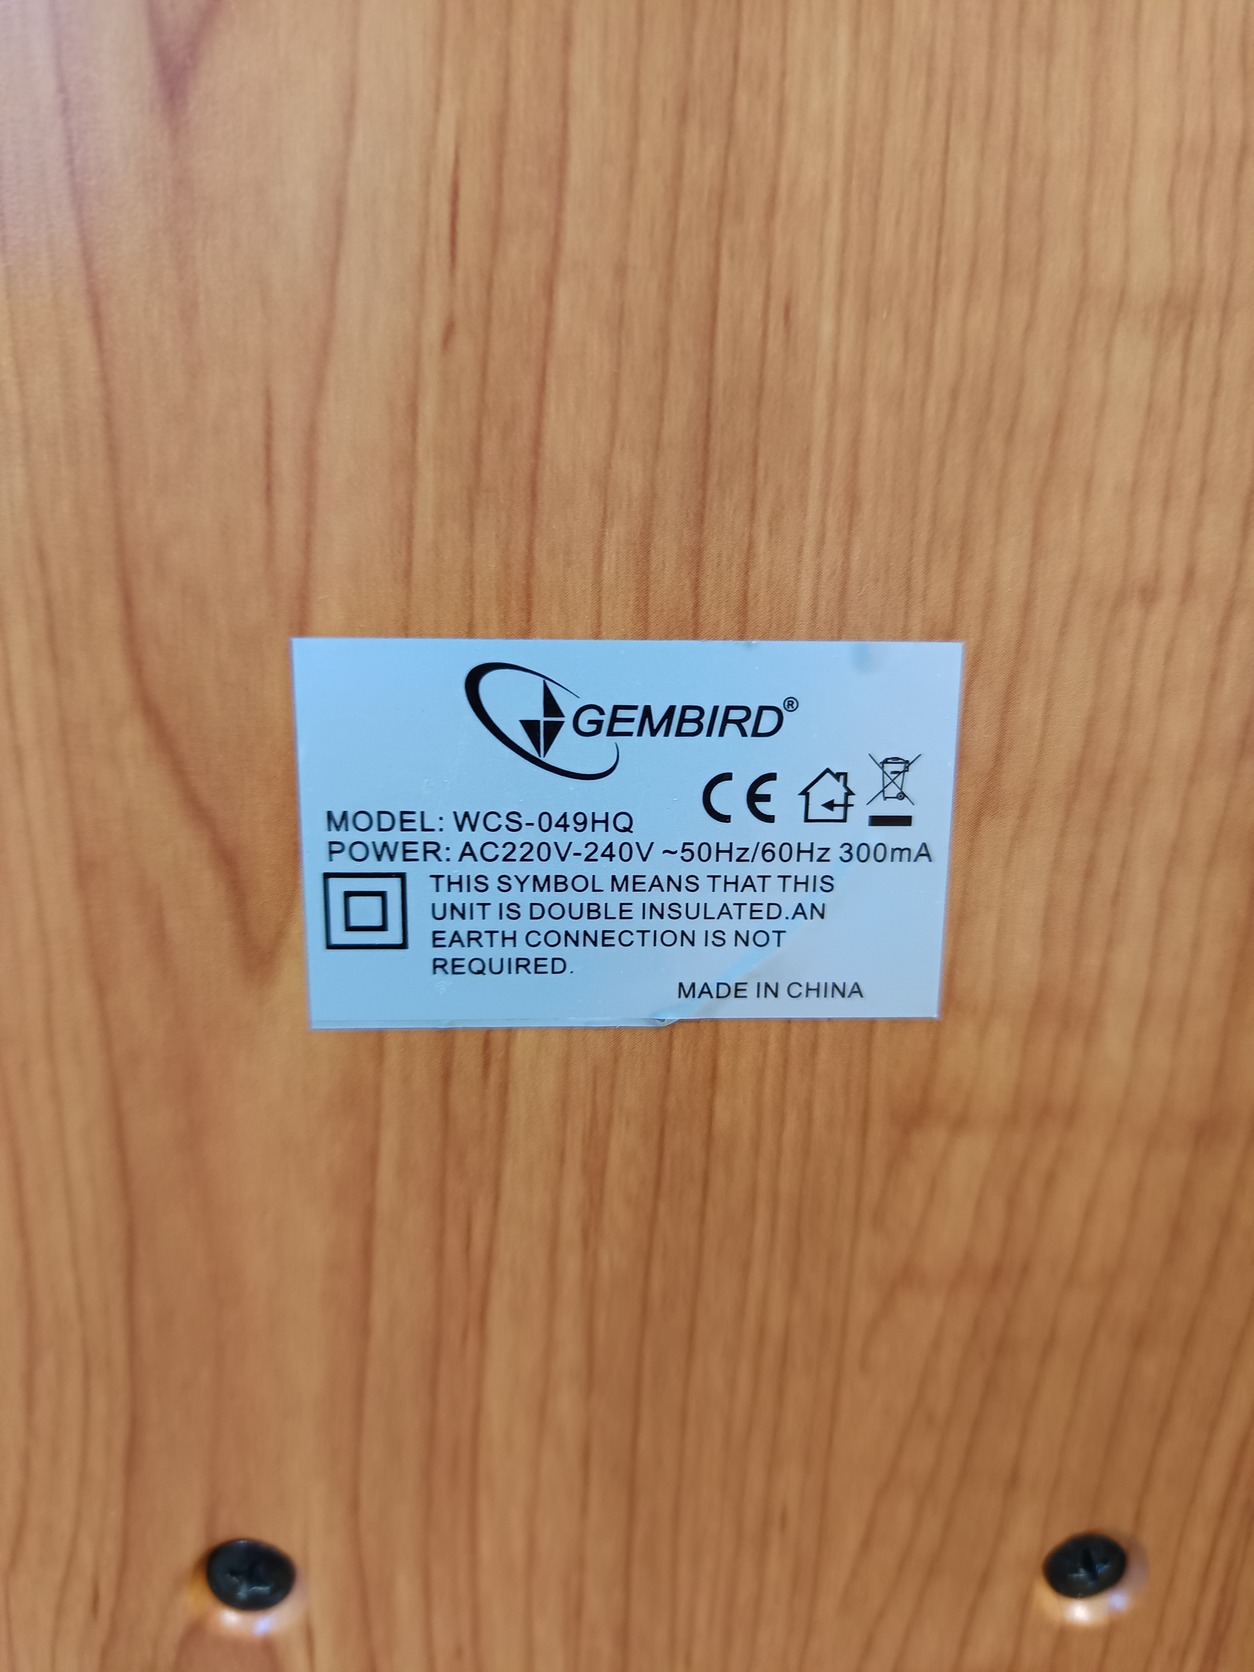 GEMBIRD®
CE
MODEL: WCS-049HQ
POWER: AC220V-240V ~50Hz/60Hz 300mA
THIS SYMBOL MEANS THAT THIS
UNIT IS DOUBLE INSULATED.AN
EARTH CONNECTION IS NOT
REQUIRED.
MADE IN CHINA